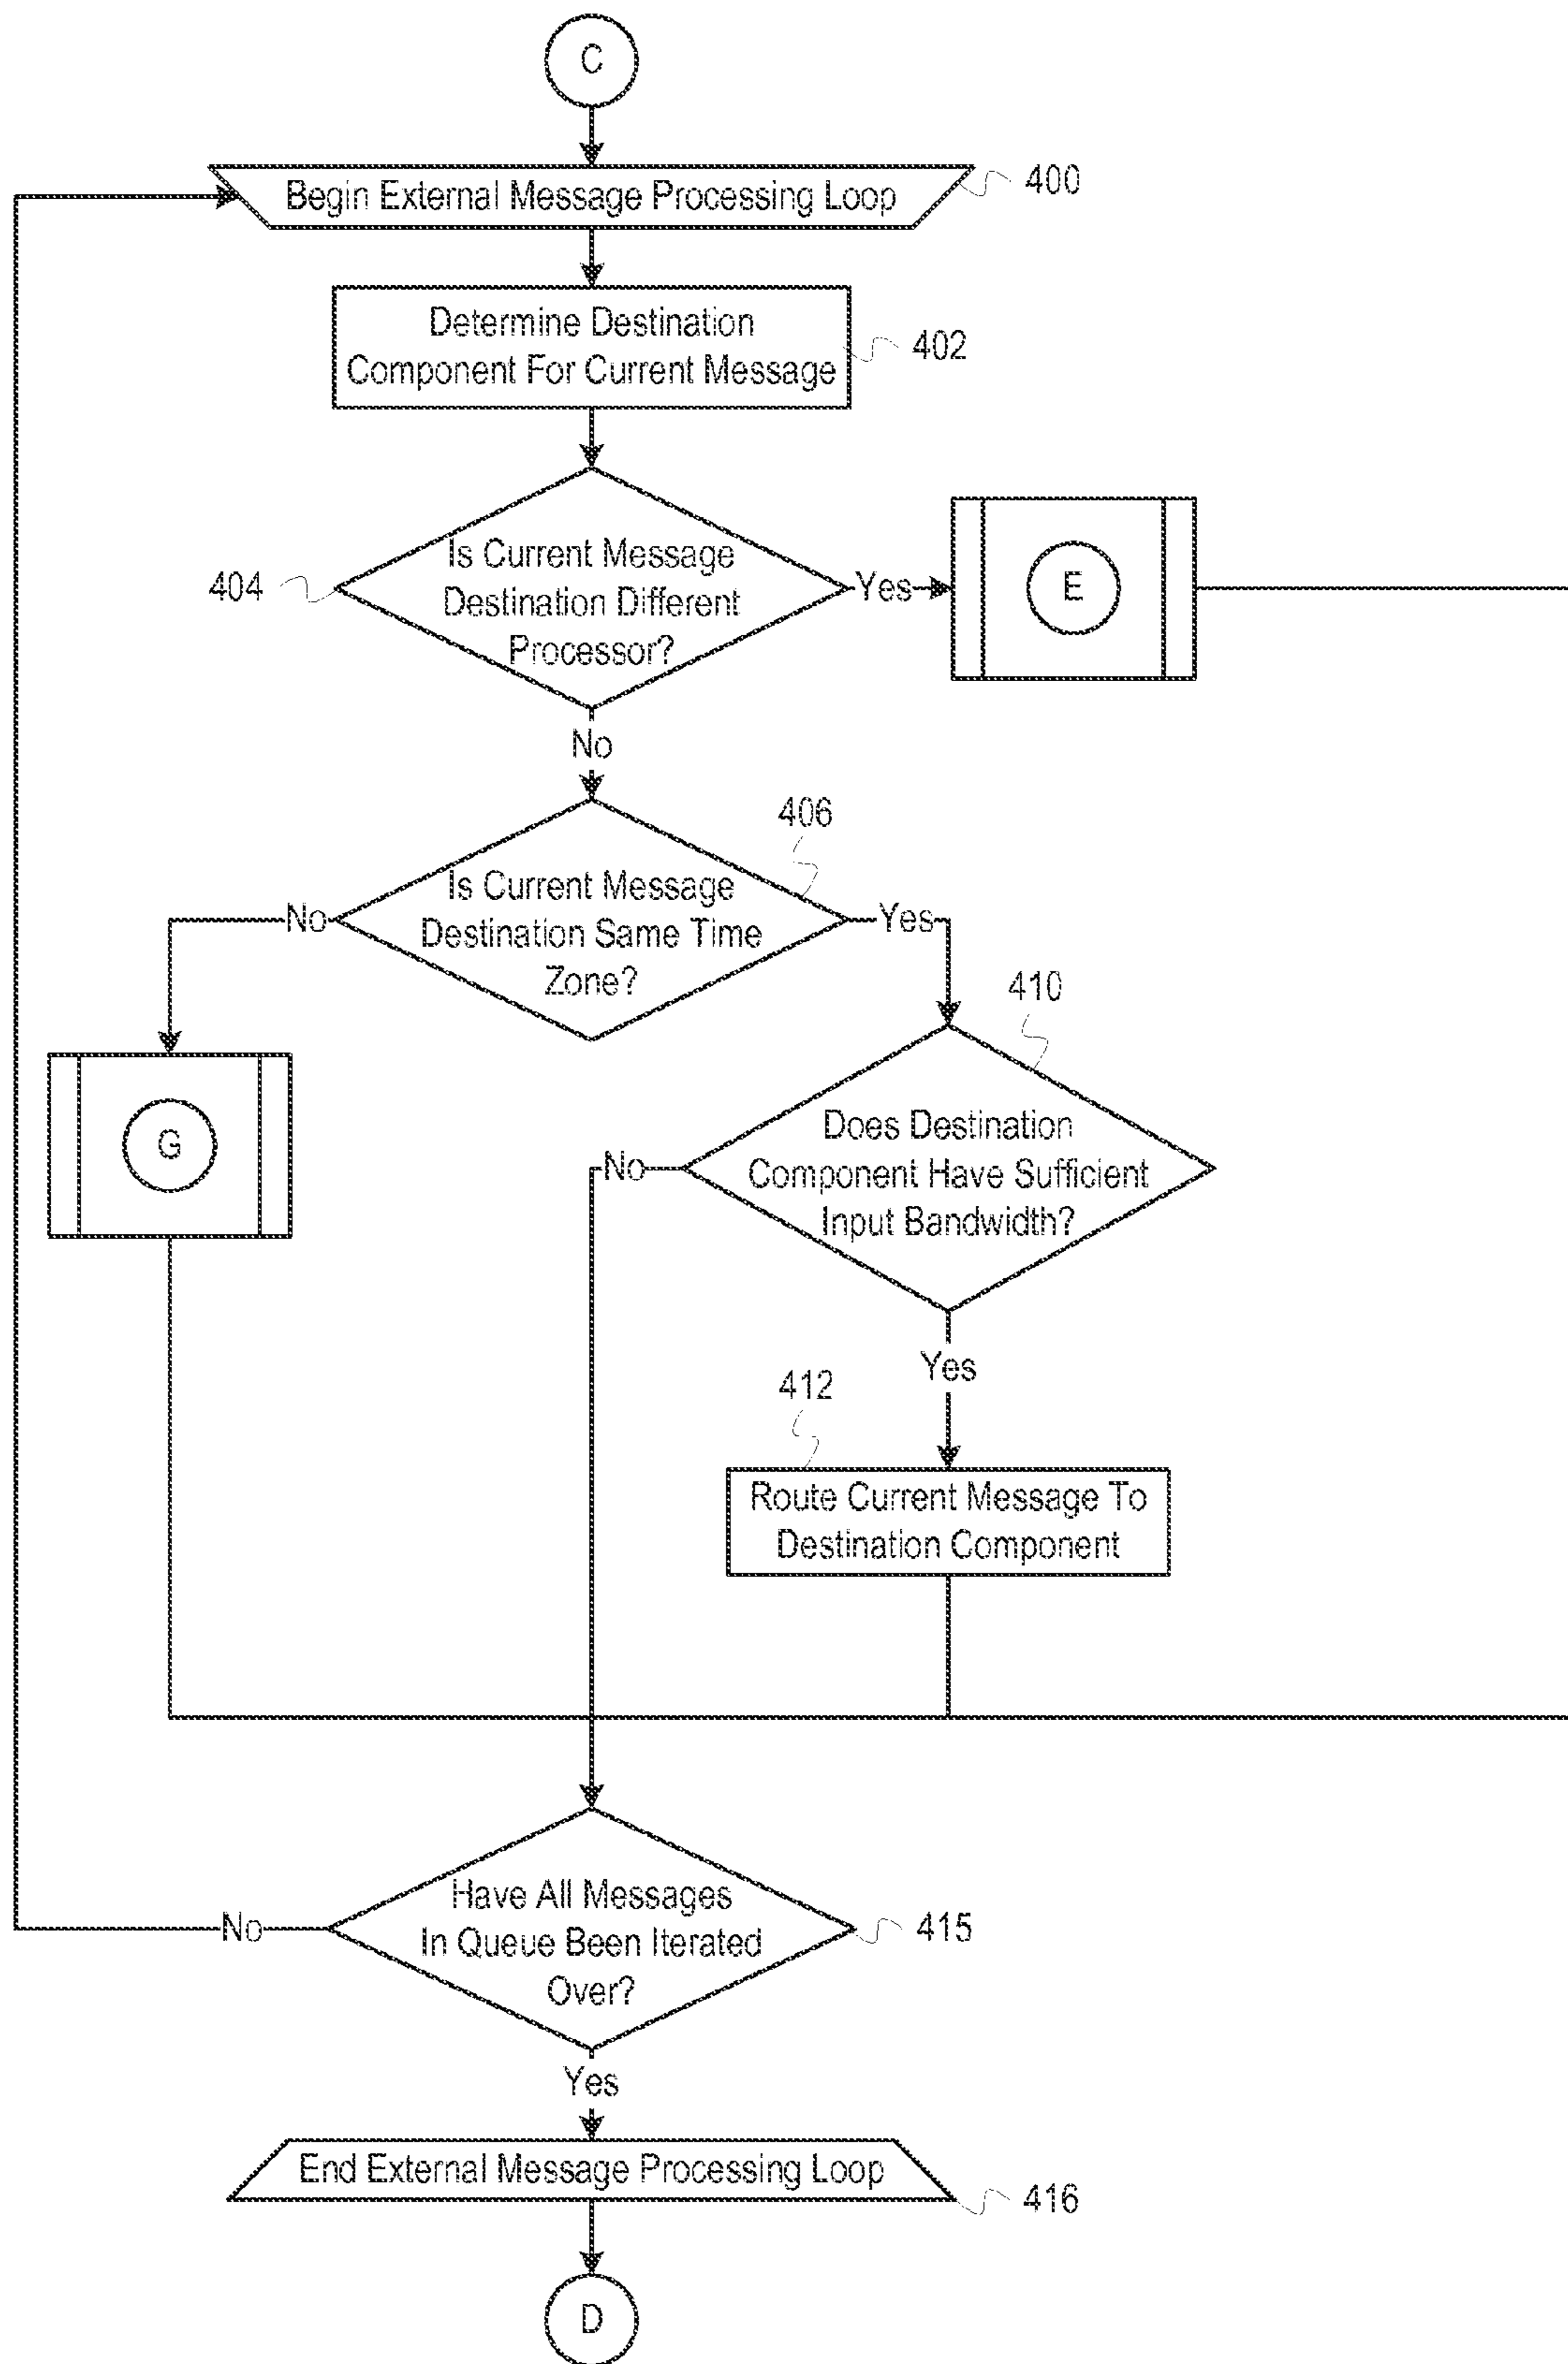 C
Begin External Message Processing Loop
400
Determine Destination
Component For Current Message
402
Is Current Message
Destination Different
Processor?
404
Yes
E
No
406
Is Current Message
Destination Same Time
Zone?
No
Yes
410
G
Does Destination
Component Have Sufficient
Input Bandwidth?
No
Yes
412
Route Current Message To
Destination Component
Have All Messages
In Queue Been Iterated
Over?
415
No
Yes
End External Message Processing Loop
416
D